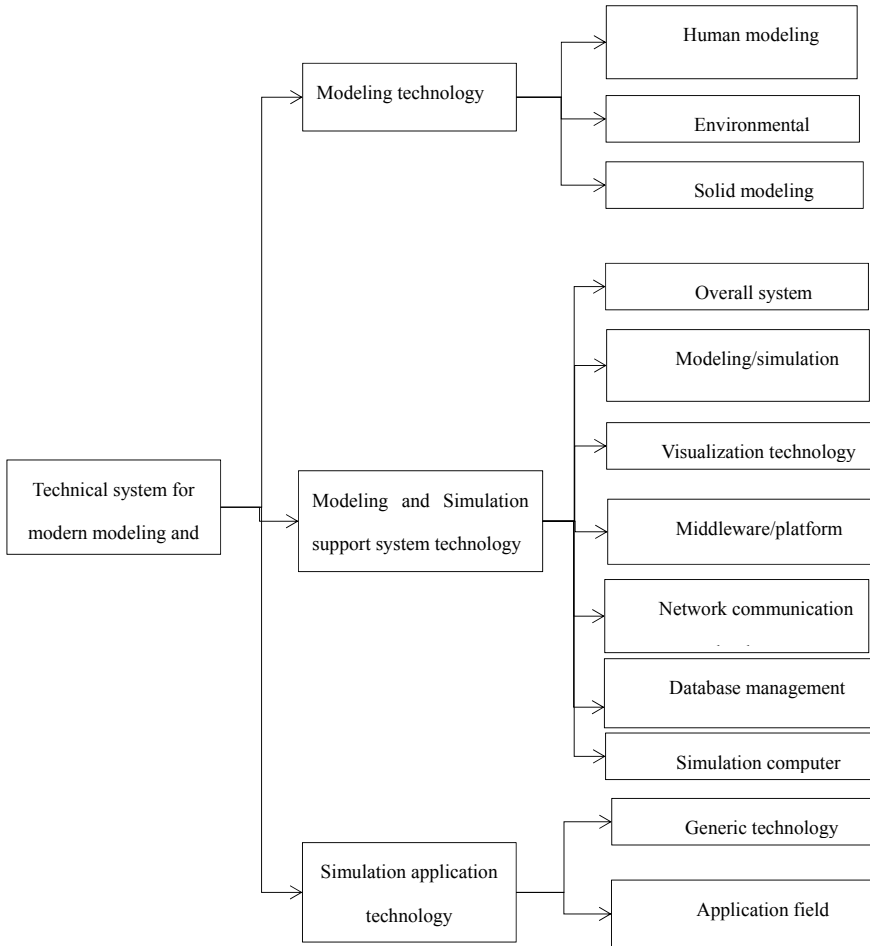 Human modeling
Modeling technology
Environmental
Solid modeling
Overall system
Modeling/simulation
Visualization technology
Technical system for
modern modeling and
Modeling and Simulation
support system technology
Middleware/platform
Network communication
Database management
Simulation computer
Generic technology
Simulation application
technology
Application field